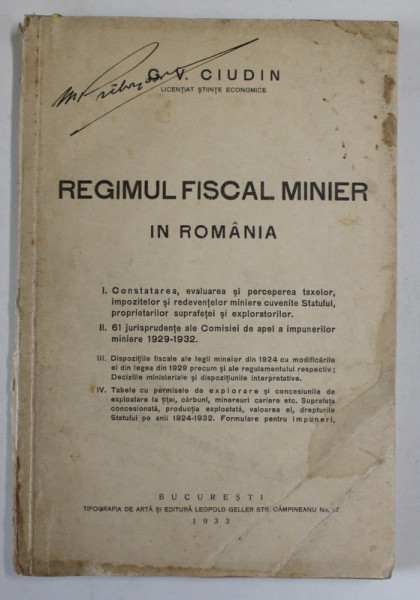 G. V. CIUDIN
LICENȚIAT ȘTIINȚE ECONOMICE
REGIMUL FISCAL MINIER
IN ROMÂNIA
I. Constatarea, evaluarea și perceperea taxelor,
impozitelor și redevențelor miniere cuvenite Statului,
proprietarilor suprafeței și exploratorilor.
II. 61 jurisprudențe ale Comisiei de apel a impunerilor
miniere 1929-1932.
III. Dispozițiile fiscale ale legii minelor din 1924 cu modificările
ei din legea din 1929 precum și ale regulamentului respectiv;
Deciziile ministeriale și dispozițiunile interpretative.
IV. Tabele cu permisele de explorare și concesiunile de
exploatare la țiței, cărbuni, minereuri cariere etc. Suprafața
concesionată, producția exploatată, valoarea ei, drepturile
Statului pe anii 1924-1932. Formulare pentru impuneri.
BUCUREȘTI
TIPOGRAFIA DE ARTĂ ȘI EDITURĂ LEOPOLD GELLER STR. CÂMPINEANU No.
1933